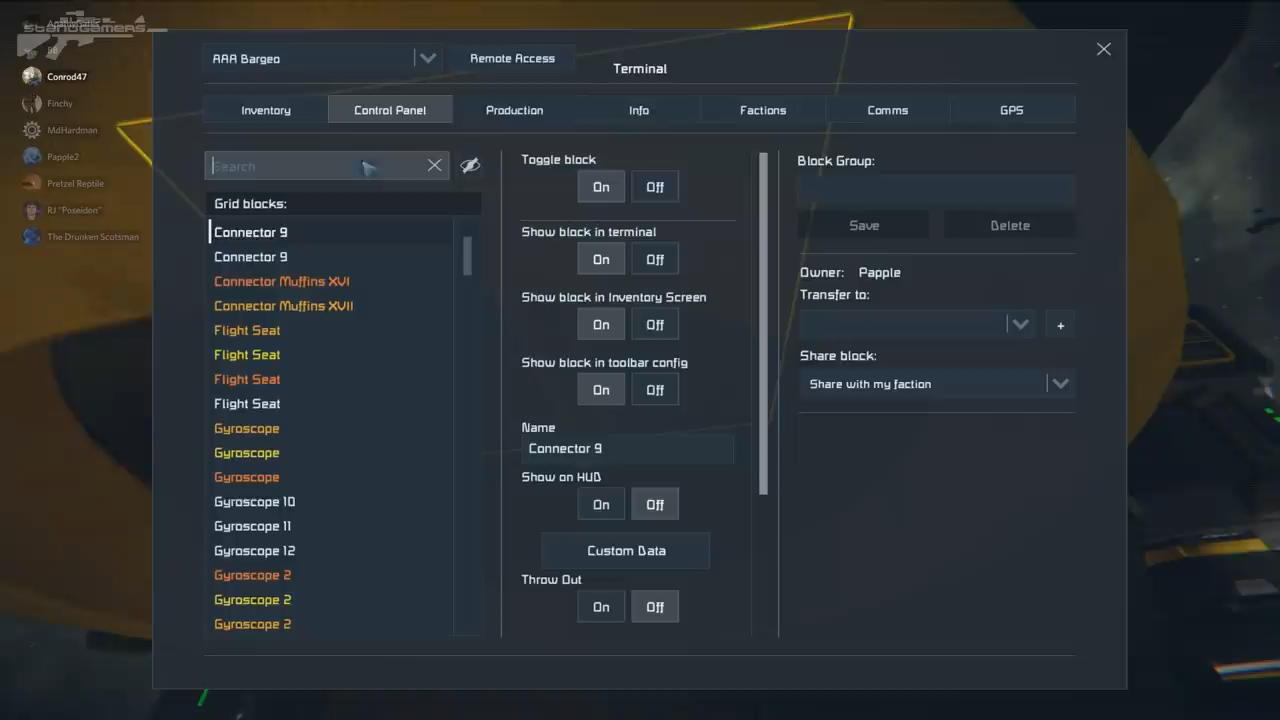 StandGamers
BB
Conrod47
Finchy
MdHardman
Papple2
Pretzel Reptile
RJ "Poseidon"
The Drunken Scotsman
AAA Bargeo
Remote Access
Terminal
Inventory
Control Panel
Production
Info
Factions
Comms
GPS
Search
Grid blocks:
Connector 9
Connector 9
Connector Muffins XVI
Connector Muffins XVII
Flight Seat
Flight Seat
Flight Seat
Flight Seat
Gyroscope
Gyroscope
Gyroscope
Gyroscope 10
Gyroscope 11
Gyroscope 12
Gyroscope 2
Gyroscope 2
Gyroscope 2
Toggle block
On Off
Show block in terminal
On Off
Show block in Inventory Screen
On Off
Show block in toolbar config
On Off
Name
Connector 9
Show on HUD
On Off
Custom Data
Throw Out
On Off
Block Group:
Save Delete
Owner: Papple
Transfer to:
+
Share block:
Share with my faction